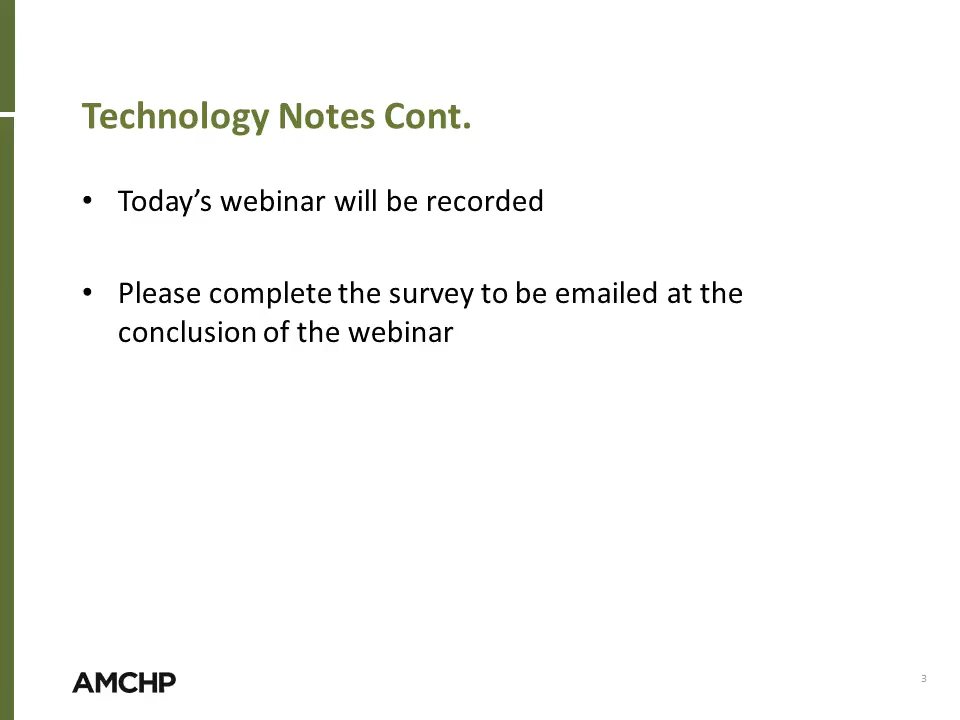 Technology Notes Cont.
• Today’s webinar will be recorded
• Please complete the survey to be emailed at the
conclusion of the webinar
AMCHP
3